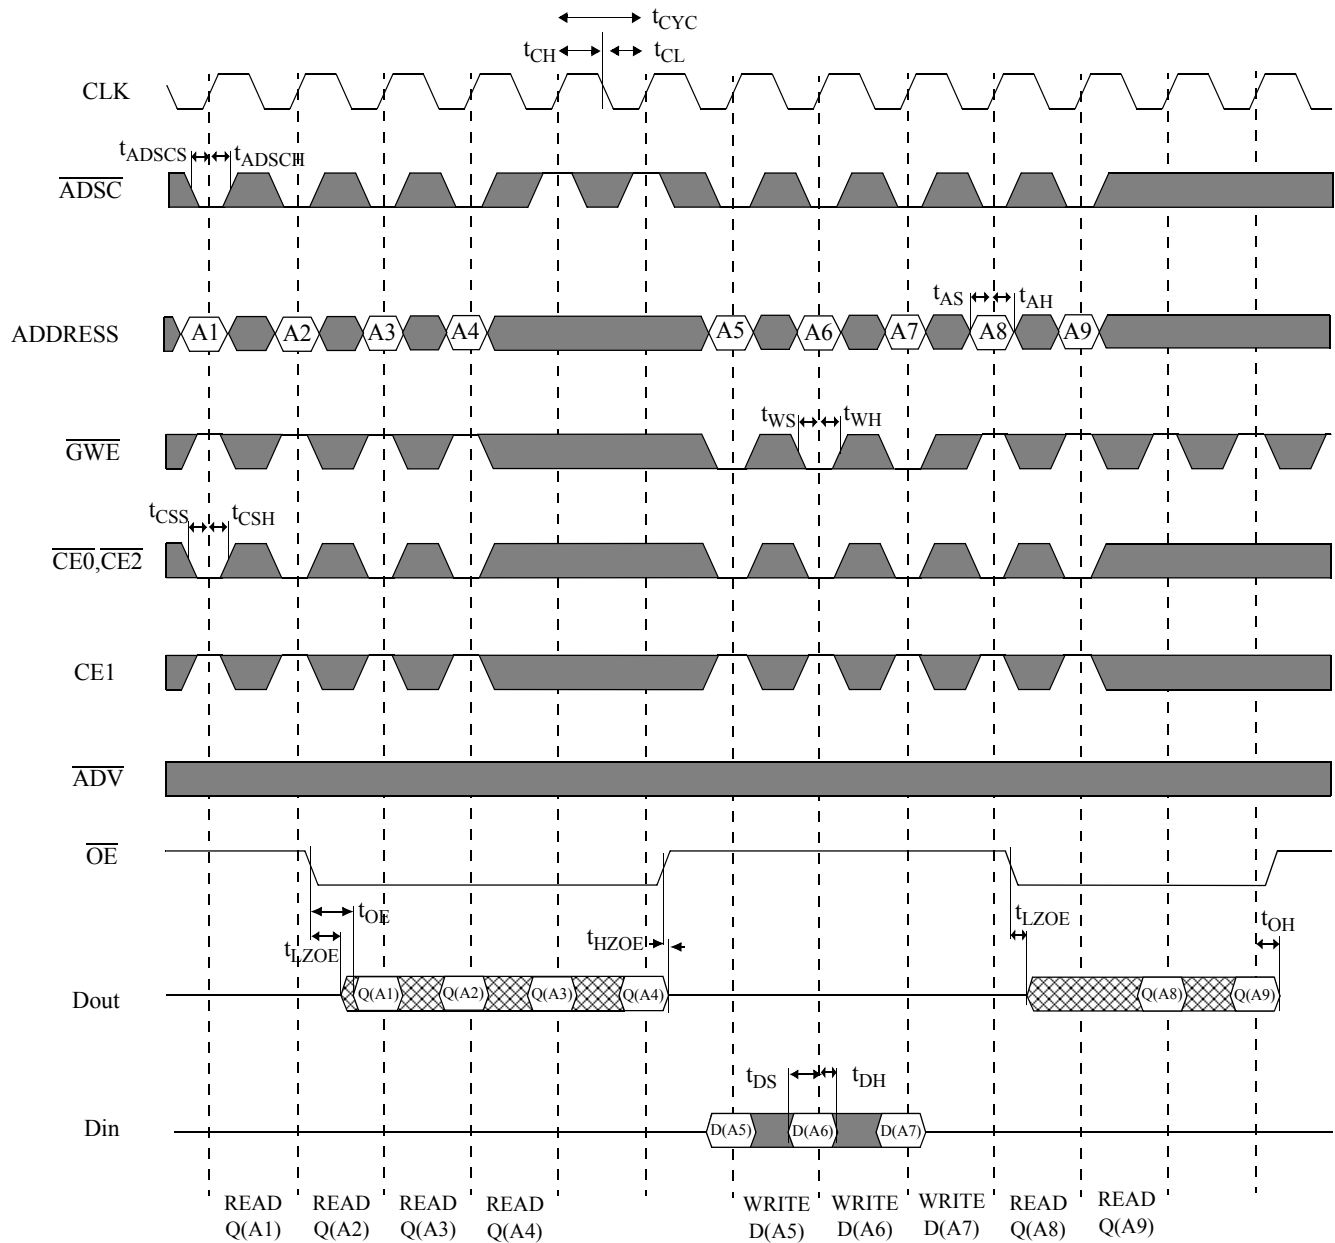 tCYC
tCH tCL
CLK
tADSCS tADSCH
ADSC
tAS tAH
ADDRESS A1 A2 A3 A4 A5 A6 A7 A8 A9
tWS tWH
GWE
tCSS tCSH
CE0,CE2
CE1
ADV
OE
tOE tLZOE tOH
tLZOE tHZOE
Dout Q(A1) Q(A2) Q(A3) Q(A4) Q(A8) Q(A9)
tDS tDH
Din D(A5) D(A6) D(A7)
READ READ READ READ WRITE WRITE WRITE READ READ
Q(A1) Q(A2) Q(A3) Q(A4) D(A5) D(A6) D(A7) Q(A8) Q(A9)